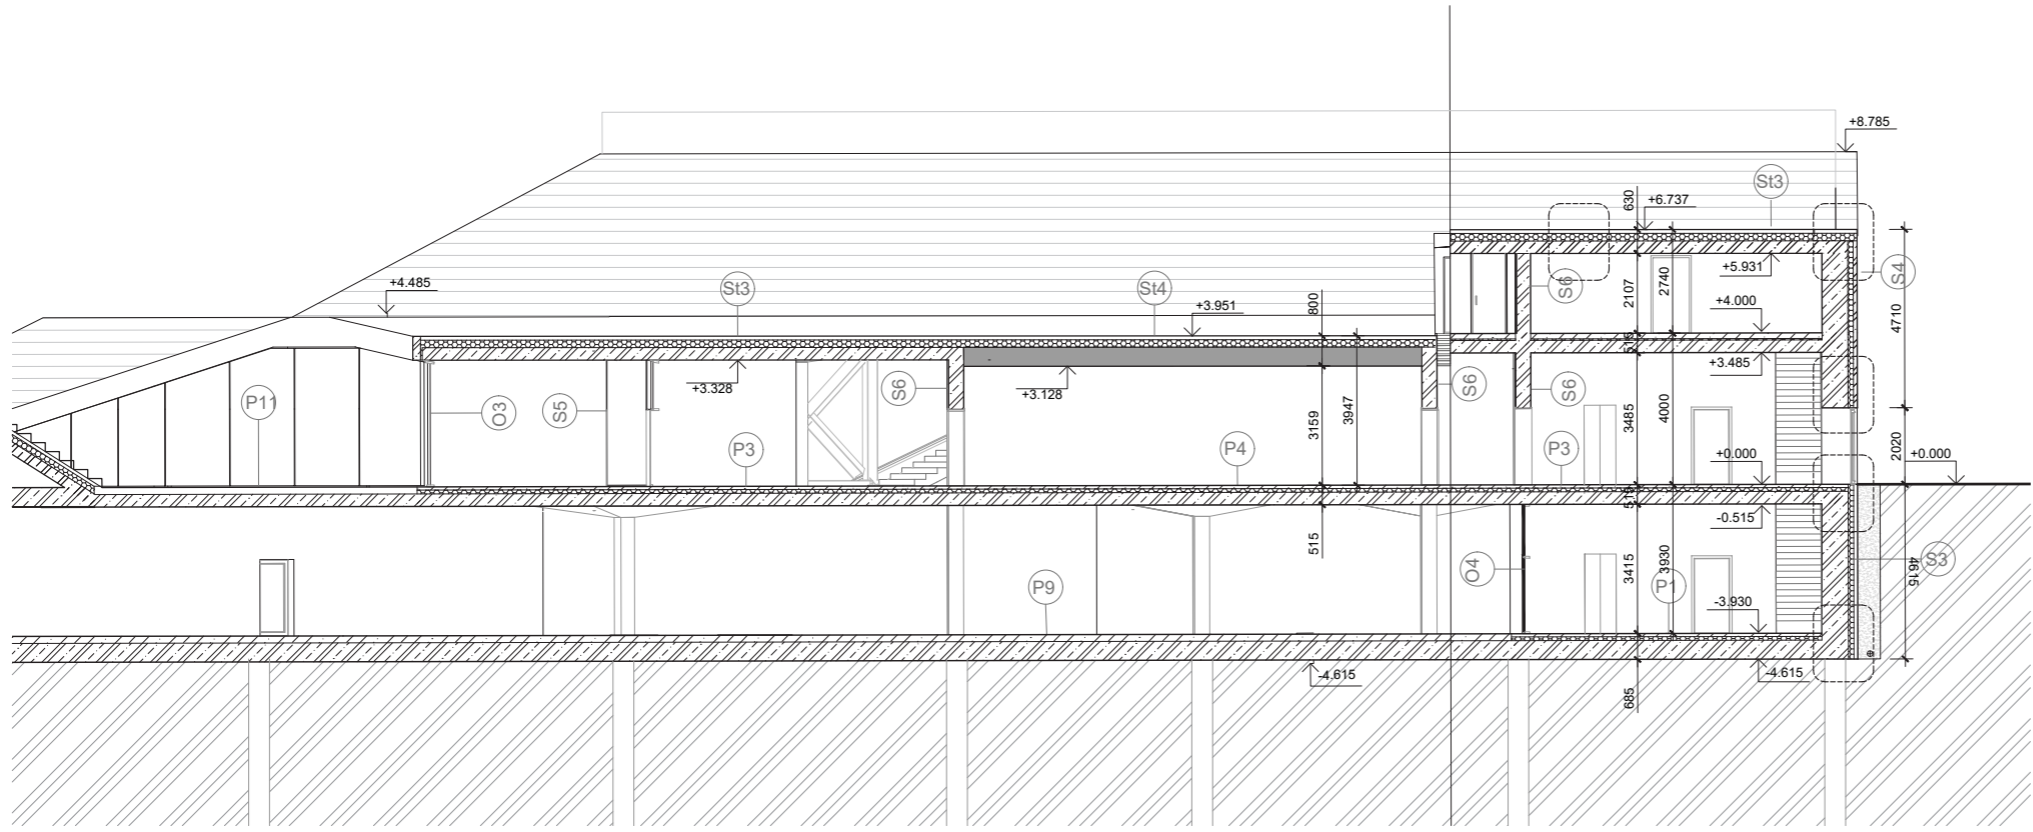 +8.785
St3
630
+6.737
S4
+4.485
St3
St4
+3.951
800
2107
2740
S6
+5.931
+4.000
4710
515
+3.485
+3.328
S6
+3.128
S6
S6
P11
O3
S5
P3
3159
3947
P4
3485
4000
P3
+0.000
2020
+0.000
515
-0.515
515
P9
O4
3415
3930
P1
S3
4615
-3.930
-4.615
-4.615
685